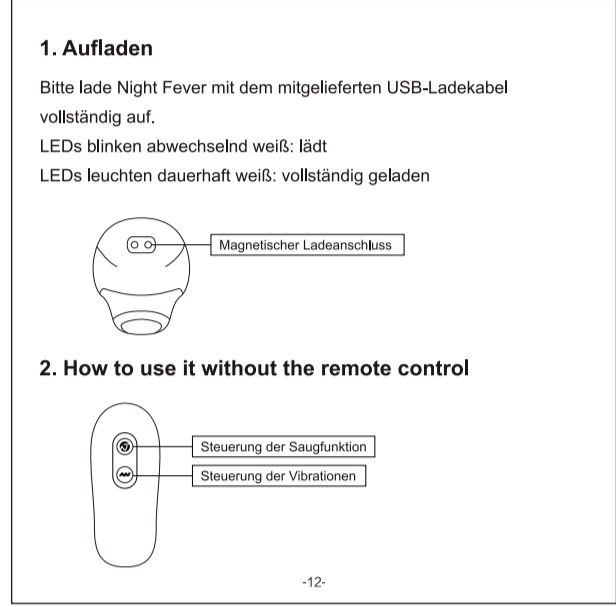 1. Aufladen
Bitte lade Night Fever mit dem mitgelieferten USB-Ladekabel
vollständig auf.
LEDs blinken abwechselnd weiß: lädt
LEDs leuchten dauerhaft weiß: vollständig geladen
Magnetischer Ladeanschluss
2. How to use it without the remote control
Steuerung der Saugfunktion
Steuerung der Vibrationen
-12-